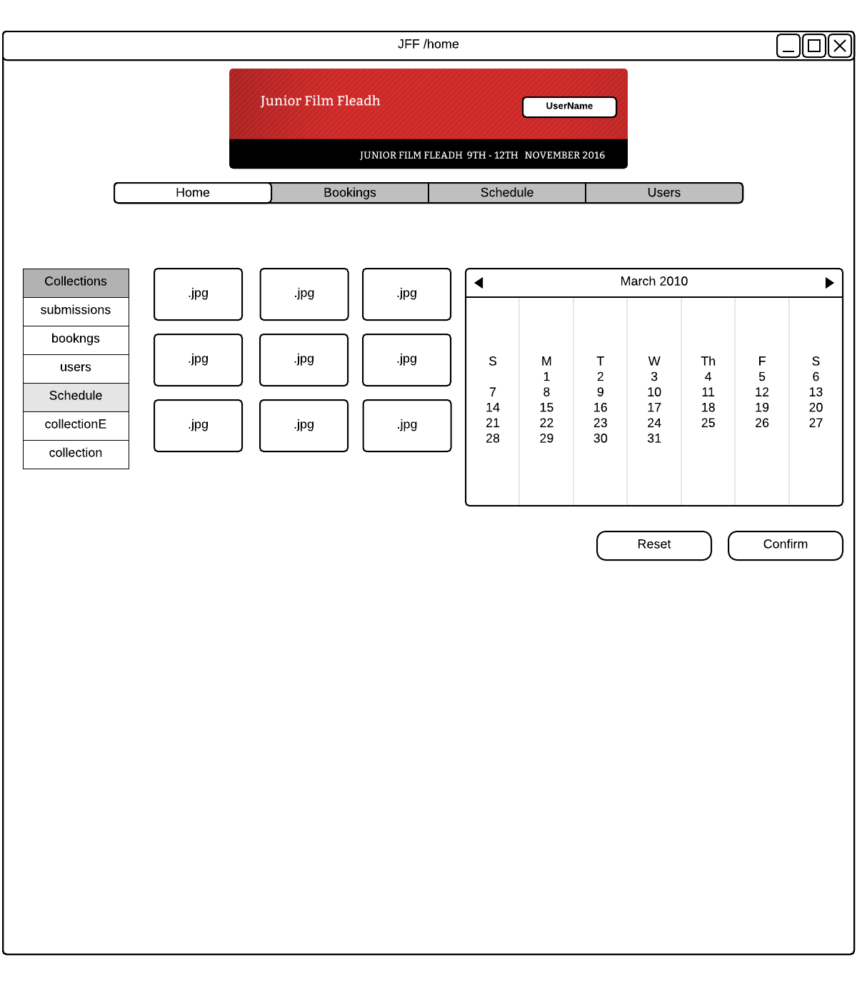 JFF /home
Junior Film Fleadh
UserName
JUNIOR FILM FLEADH 9TH - 12TH NOVEMBER 2016
Home Bookings Schedule Users
Collections
submissions
bookngs
users
Schedule
collectionE
collection
.jpg .jpg .jpg
.jpg .jpg .jpg
.jpg .jpg .jpg
March 2010
S M T W Th F S
1 2 3 4 5 6
7 8 9 10 11 12 13
14 15 16 17 18 19 20
21 22 23 24 25 26 27
28 29 30 31
Reset Confirm